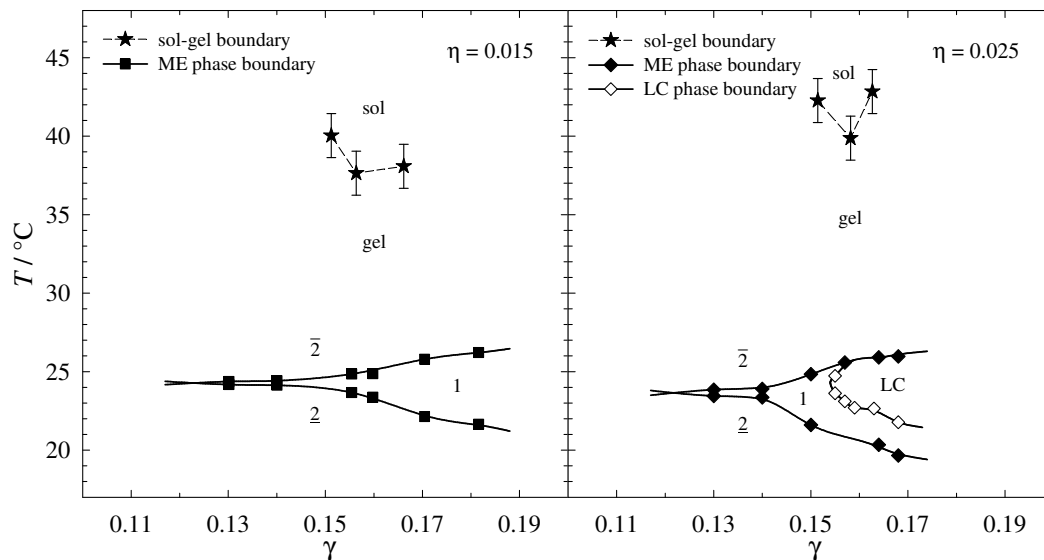 sol-gel boundary
ME phase boundary
η = 0.015
sol
gel
2̅
1
2̲
sol-gel boundary
ME phase boundary
LC phase boundary
η = 0.025
sol
gel
2̅
1
LC
2̲
45
40
35
30
25
20
T / °C
0.11 0.13 0.15 0.17 0.19
γ
0.11 0.13 0.15 0.17 0.19
γ